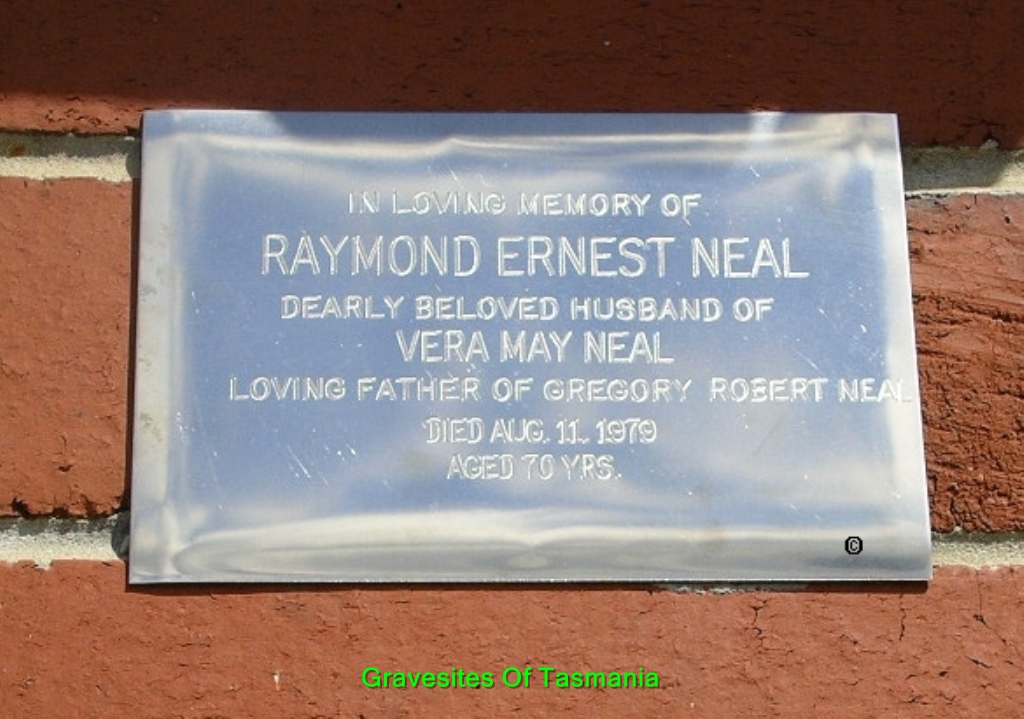 IN LOVING MEMORY OF
RAYMOND ERNEST NEAL
DEARLY BELOVED HUSBAND OF
VERA MAY NEAL
LOVING FATHER OF GREGORY ROBERT NEAL
DIED AUG. 11. 1979
AGED 70 YRS.
©
Gravesites Of Tasmania